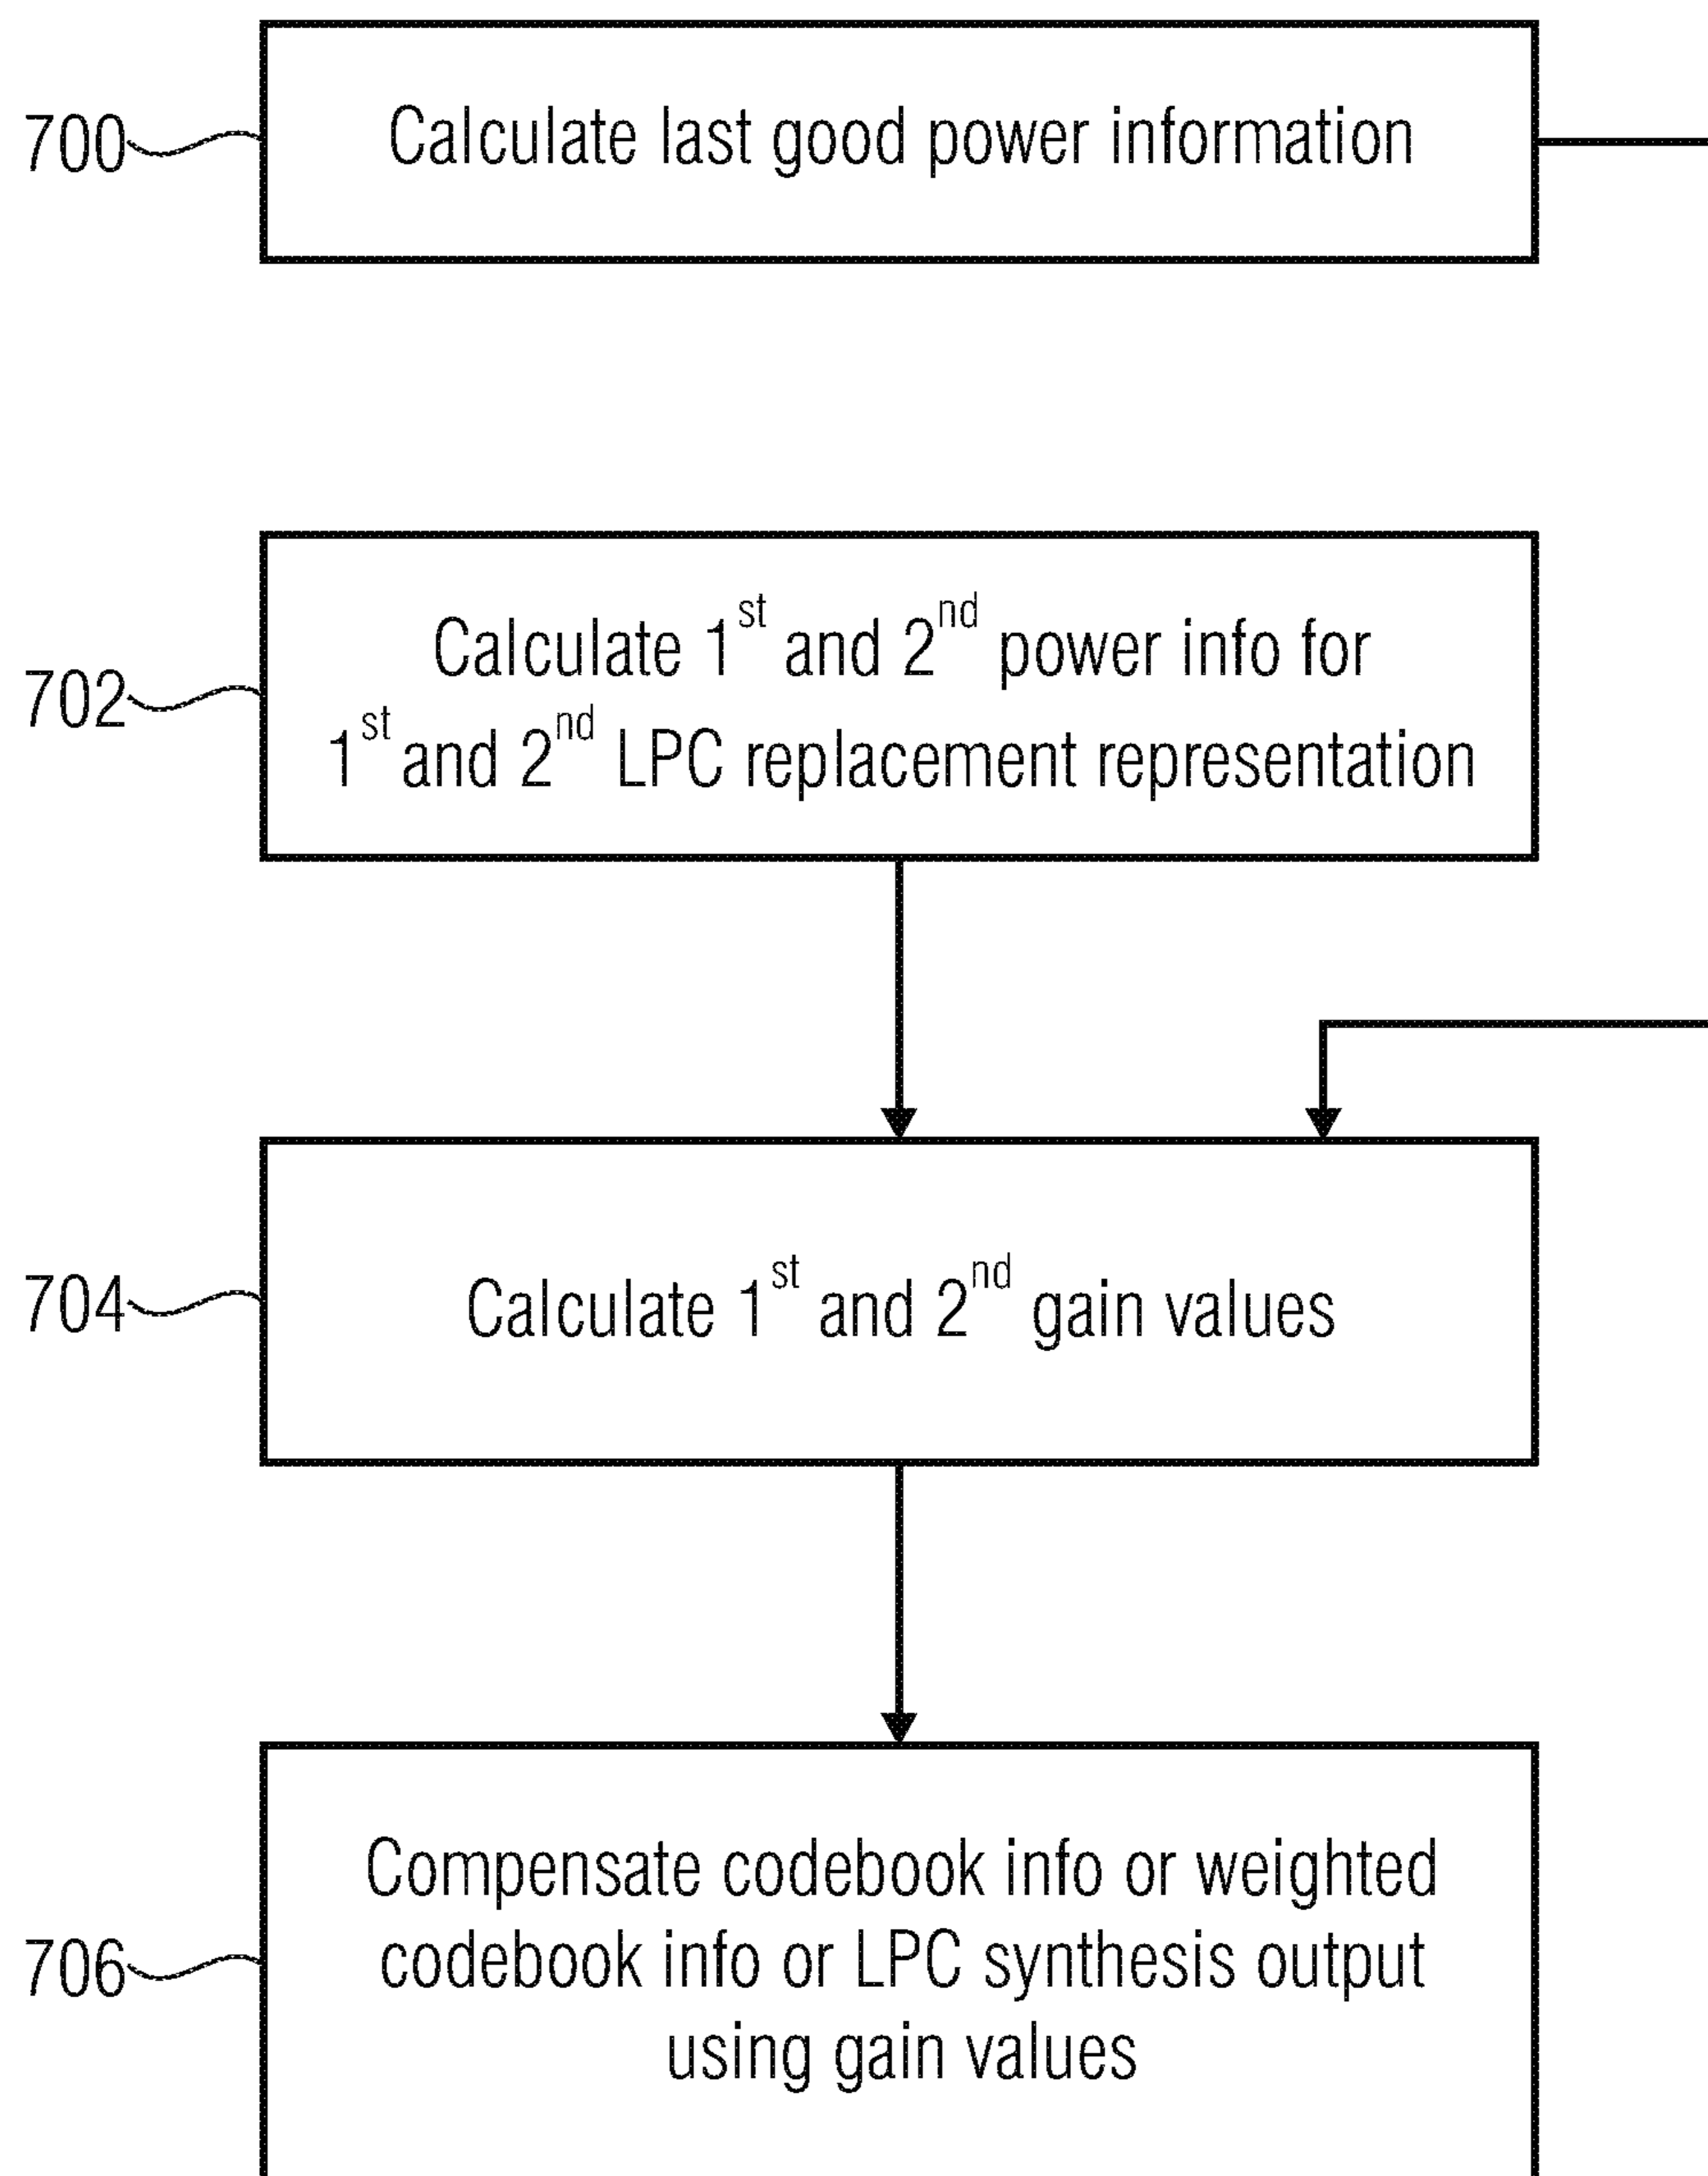 700
Calculate last good power information
702
Calculate 1st and 2nd power info for
1st and 2nd LPC replacement representation
704
Calculate 1st and 2nd gain values
706
Compensate codebook info or weighted
codebook info or LPC synthesis output
using gain values